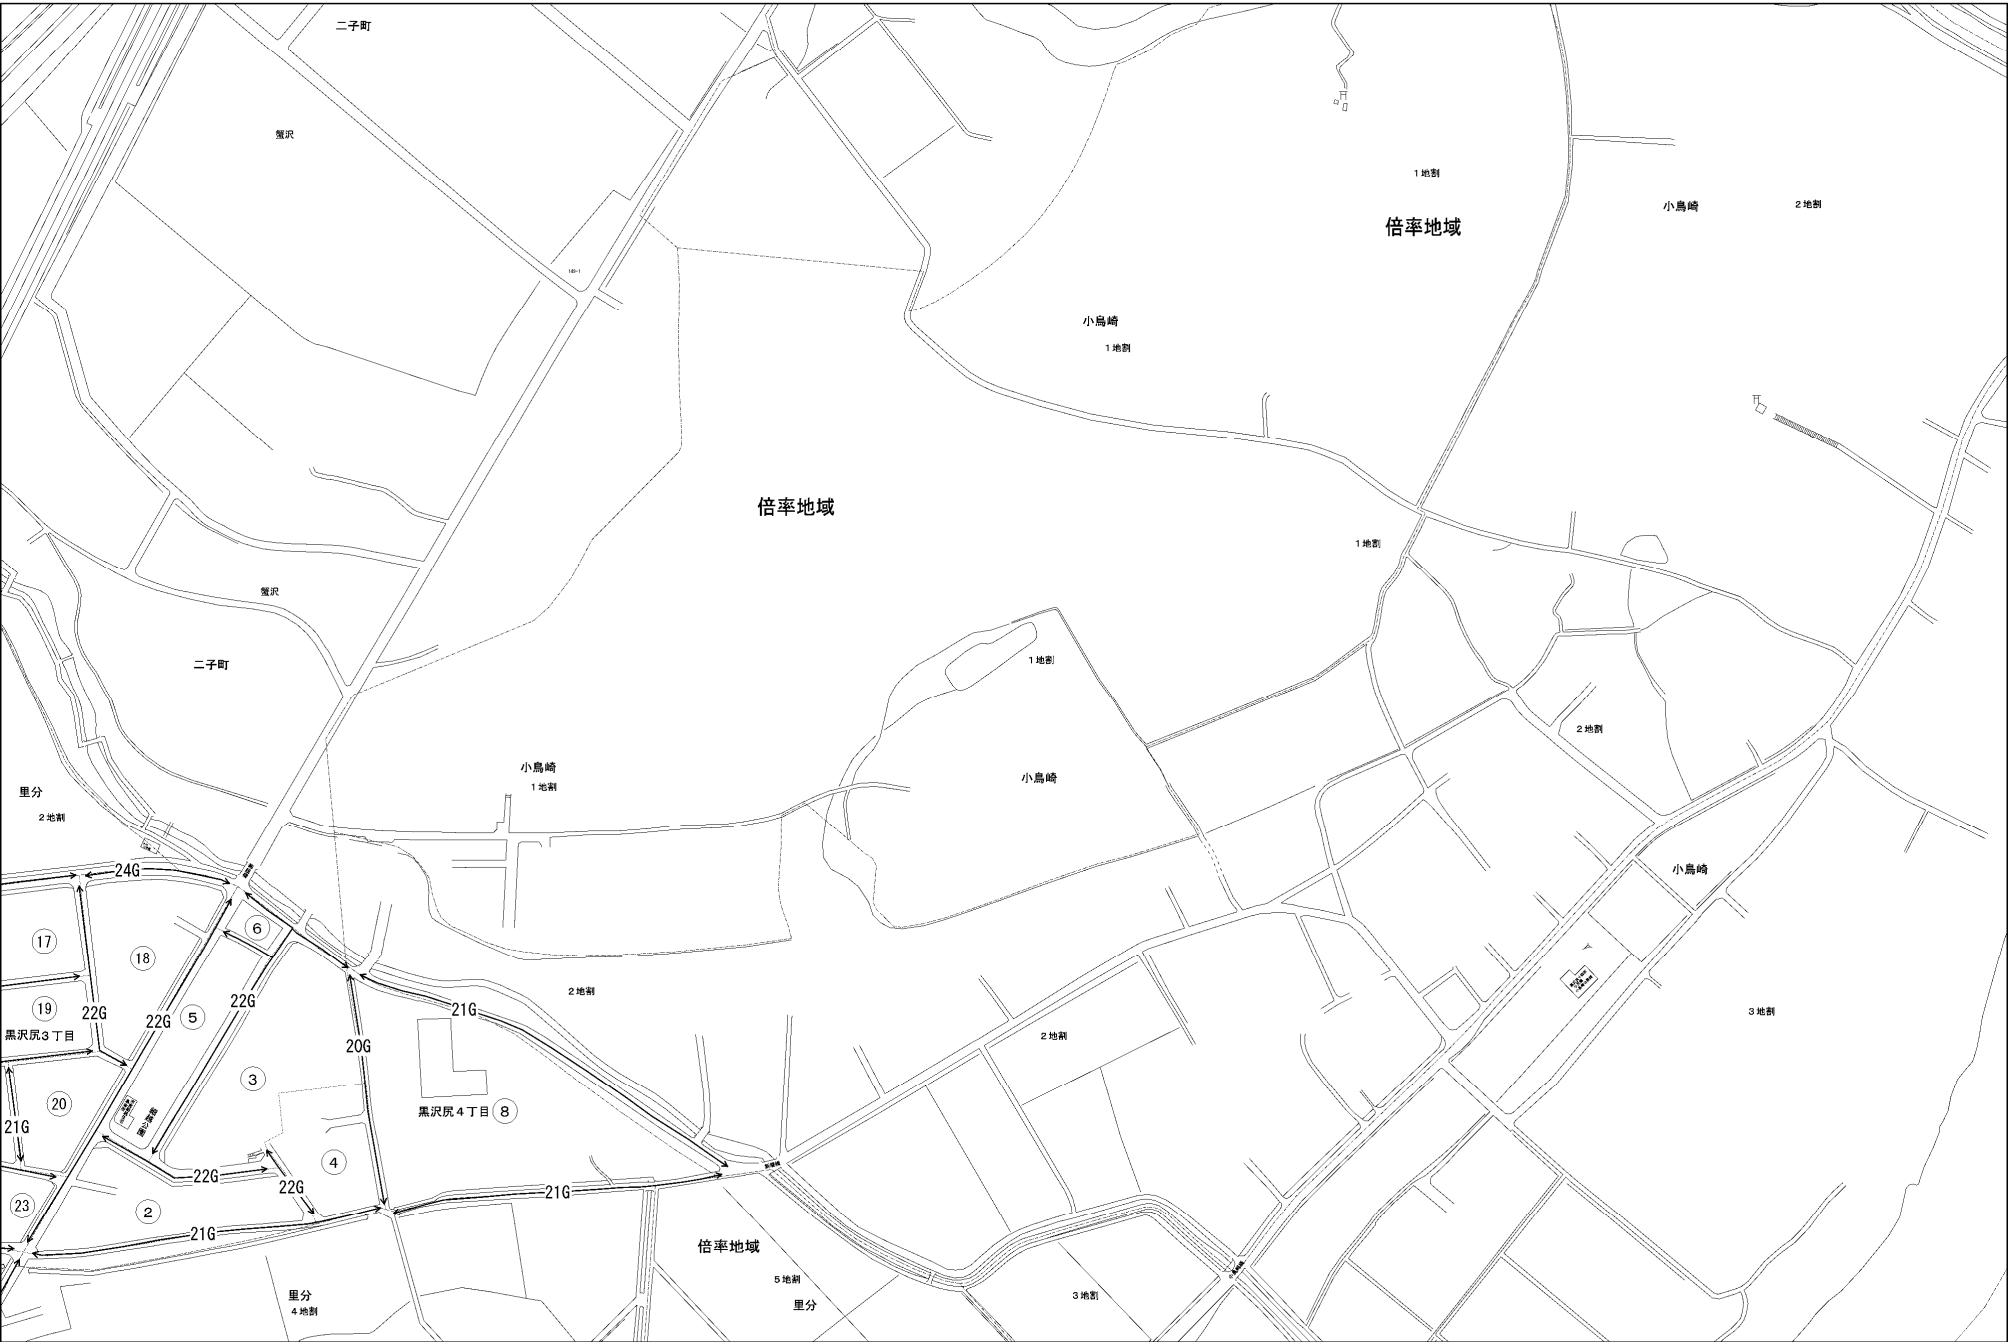 二子町
蟹沢
1地割
小鳥崎
2地割
倍率地域
149-1
小鳥崎
1地割
倍率地域
1地割
蟹沢
二子町
1地割
2地割
小鳥崎
1地割
小鳥崎
里分
2地割
24G
小鳥崎
6
17
18
2地割
22G
21G
19
22G
22G
5
黒沢尻3丁目
3地割
2地割
20G
3
20
黒沢尻4丁目
8
21G
4
22G
22G
21G
23
2
21G
倍率地域
5地割
里分
里分
4地割
3地割